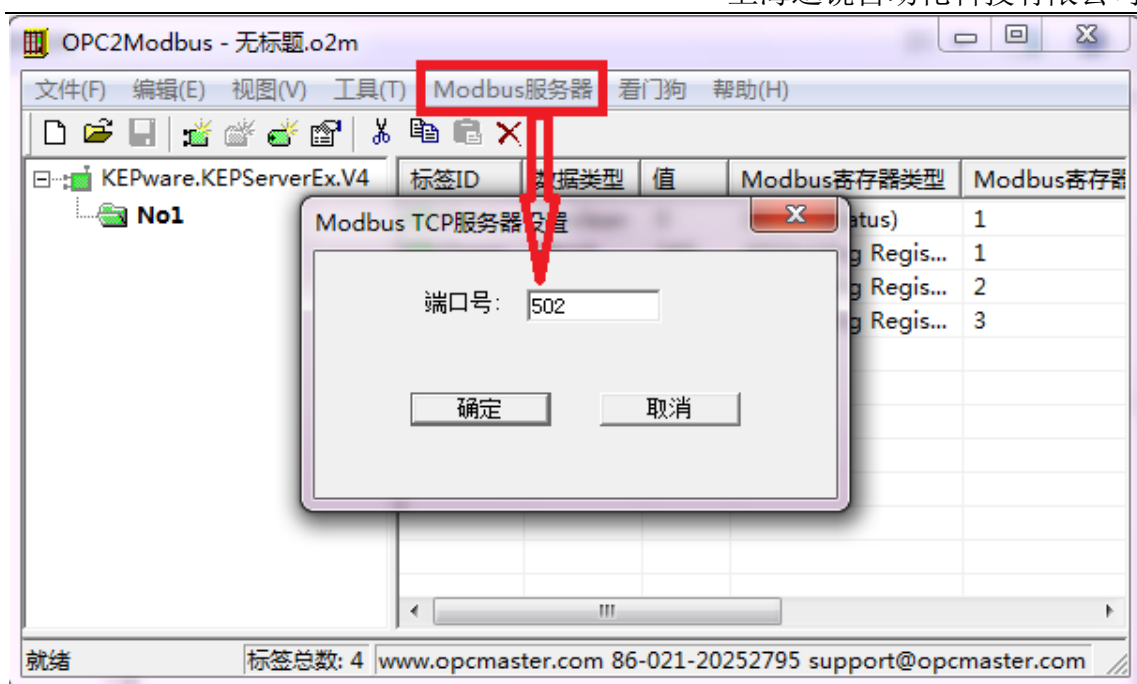 OPC2Modbus - 无标题.o2m
文件(F) 编辑(E) 视图(V) 工具(T) Modbus服务器 看门狗 帮助(H)
KEPware.KEPServerEx.V4
No1
标签ID 数据类型 值 Modbus寄存器类型 Modbus寄存器
atus) 1
g Regis... 1
g Regis... 2
g Regis... 3
Modbus TCP服务器设置
端口号: 502
确定 取消
就绪 标签总数: 4 www.opcmaster.com 86-021-20252795 support@opcmaster.com